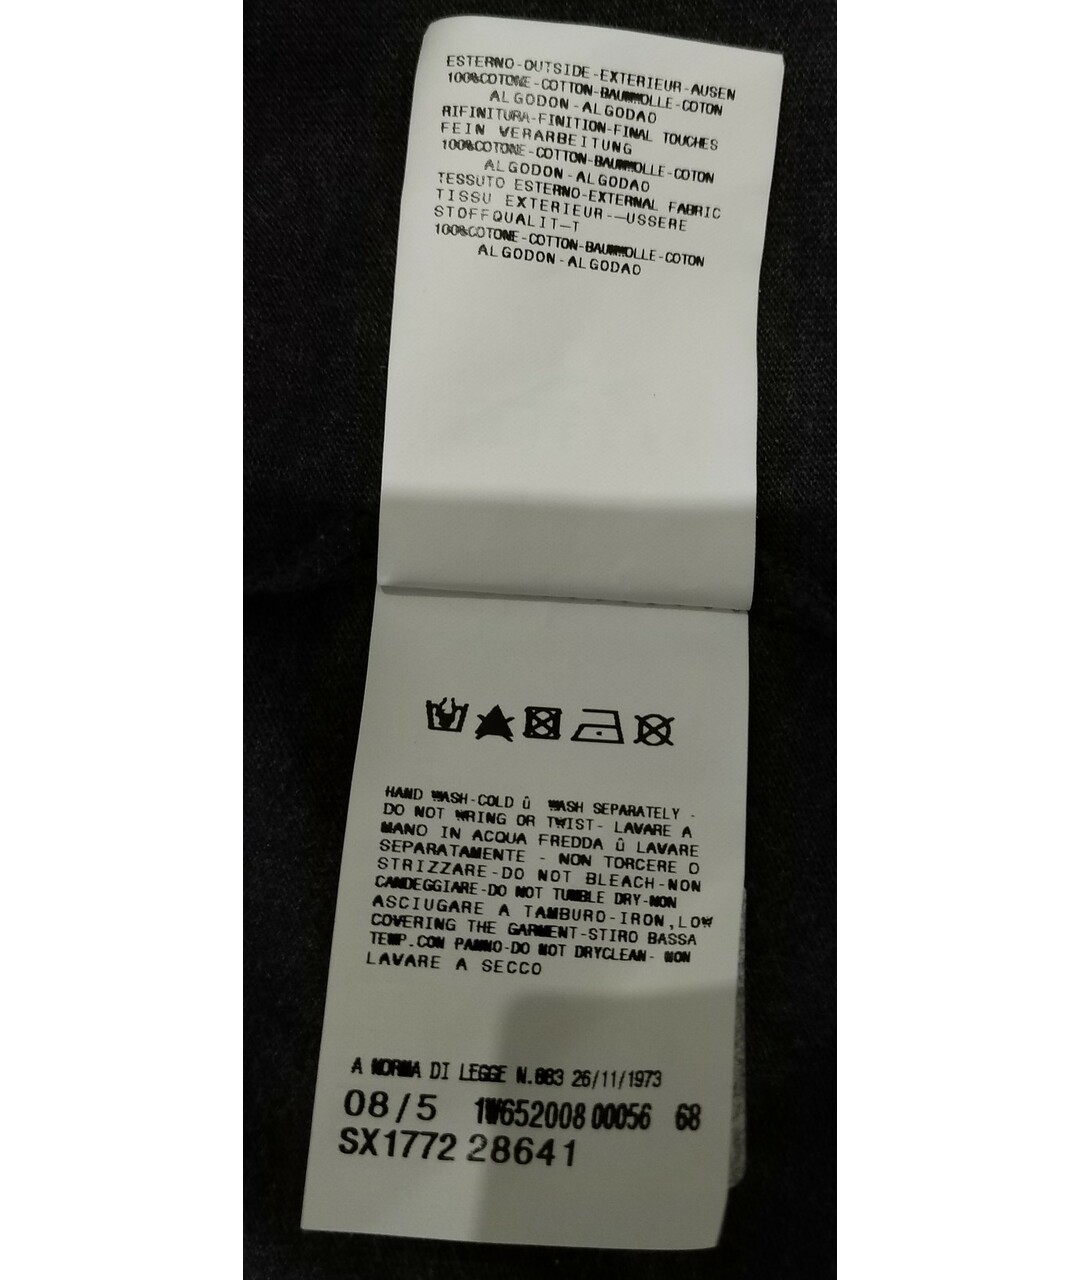 ESTERNO-OUTSIDE-EXTERIEUR-AUSEN
100%COTONE-COTTON-BAUMWOLLE-COTON
ALGODON-ALGODAO
RIFINITURA-FINITION-FINAL TOUCHES
FEIN VERARBEITUNG
100%COTONE-COTTON-BAUMWOLLE-COTON
ALGODON-ALGODAO
TESSUTO ESTERNO-EXTERNAL FABRIC
TISSU EXTERIEUR-—USSERE
STOFFQUALIT—T
100%COTONE-COTTON-BAUMWOLLE-COTON
ALGODON-ALGODAO
HAND WASH-COLD û WASH SEPARATELY -
DO NOT WRING OR TWIST- LAVARE A
MANO IN ACQUA FREDDA û LAVARE
SEPARATAMENTE - NON TORCERE O
STRIZZARE-DO NOT BLEACH-NON
CANDEGGIARE-DO NOT TUMBLE DRY-NON
ASCIUGARE A TAMBURO-IRON,LOW
COVERING THE GARMENT-STIRO BASSA
TEMP.CON PANNO-DO NOT DRYCLEAN- NON
LAVARE A SECCO
A NORMA DI LEGGE N.883 26/11/1973
08/5 1W652008 00056 68
SX1772 28641